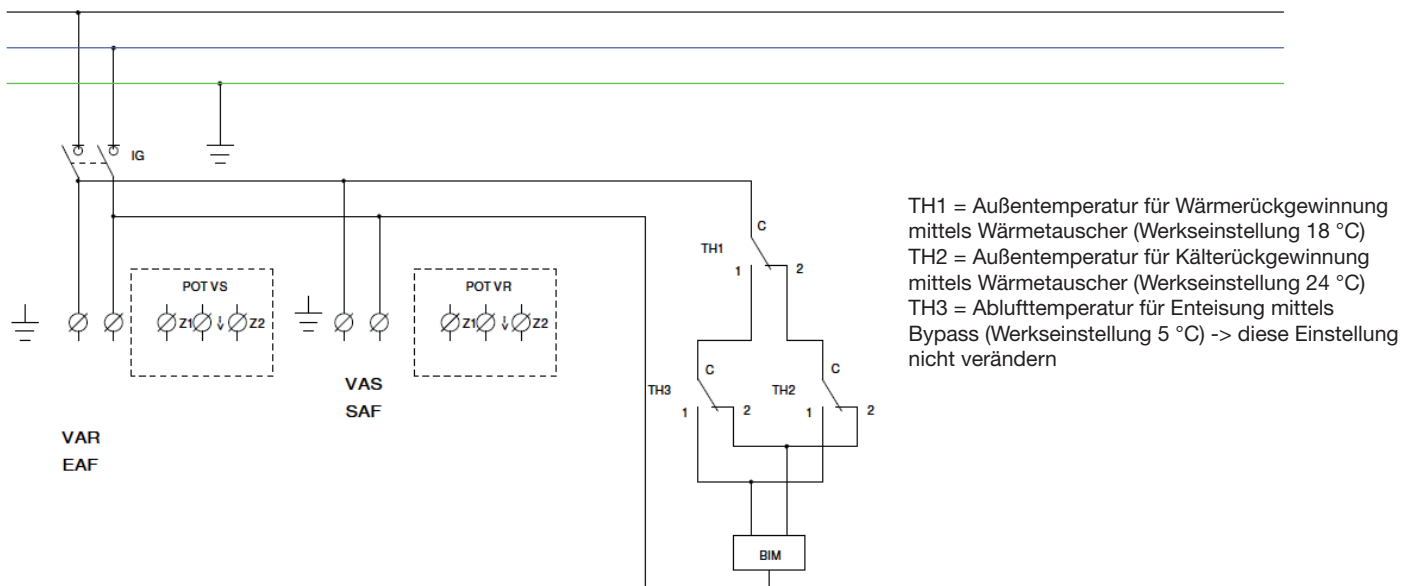 IG
POT VS
Z1
Z2
POT VR
Z1
Z2
VAS
SAF
VAR
EAF
C
TH1
1
2
C
TH3
1
2
C
TH2
1
2
BIM
TH1 = Außentemperatur für Wärmerückgewinnung
mittels Wärmetauscher (Werkseinstellung 18 °C)
TH2 = Außentemperatur für Kälterückgewinnung
mittels Wärmetauscher (Werkseinstellung 24 °C)
TH3 = Ablufttemperatur für Enteisung mittels
Bypass (Werkseinstellung 5 °C) -> diese Einstellung
nicht verändern